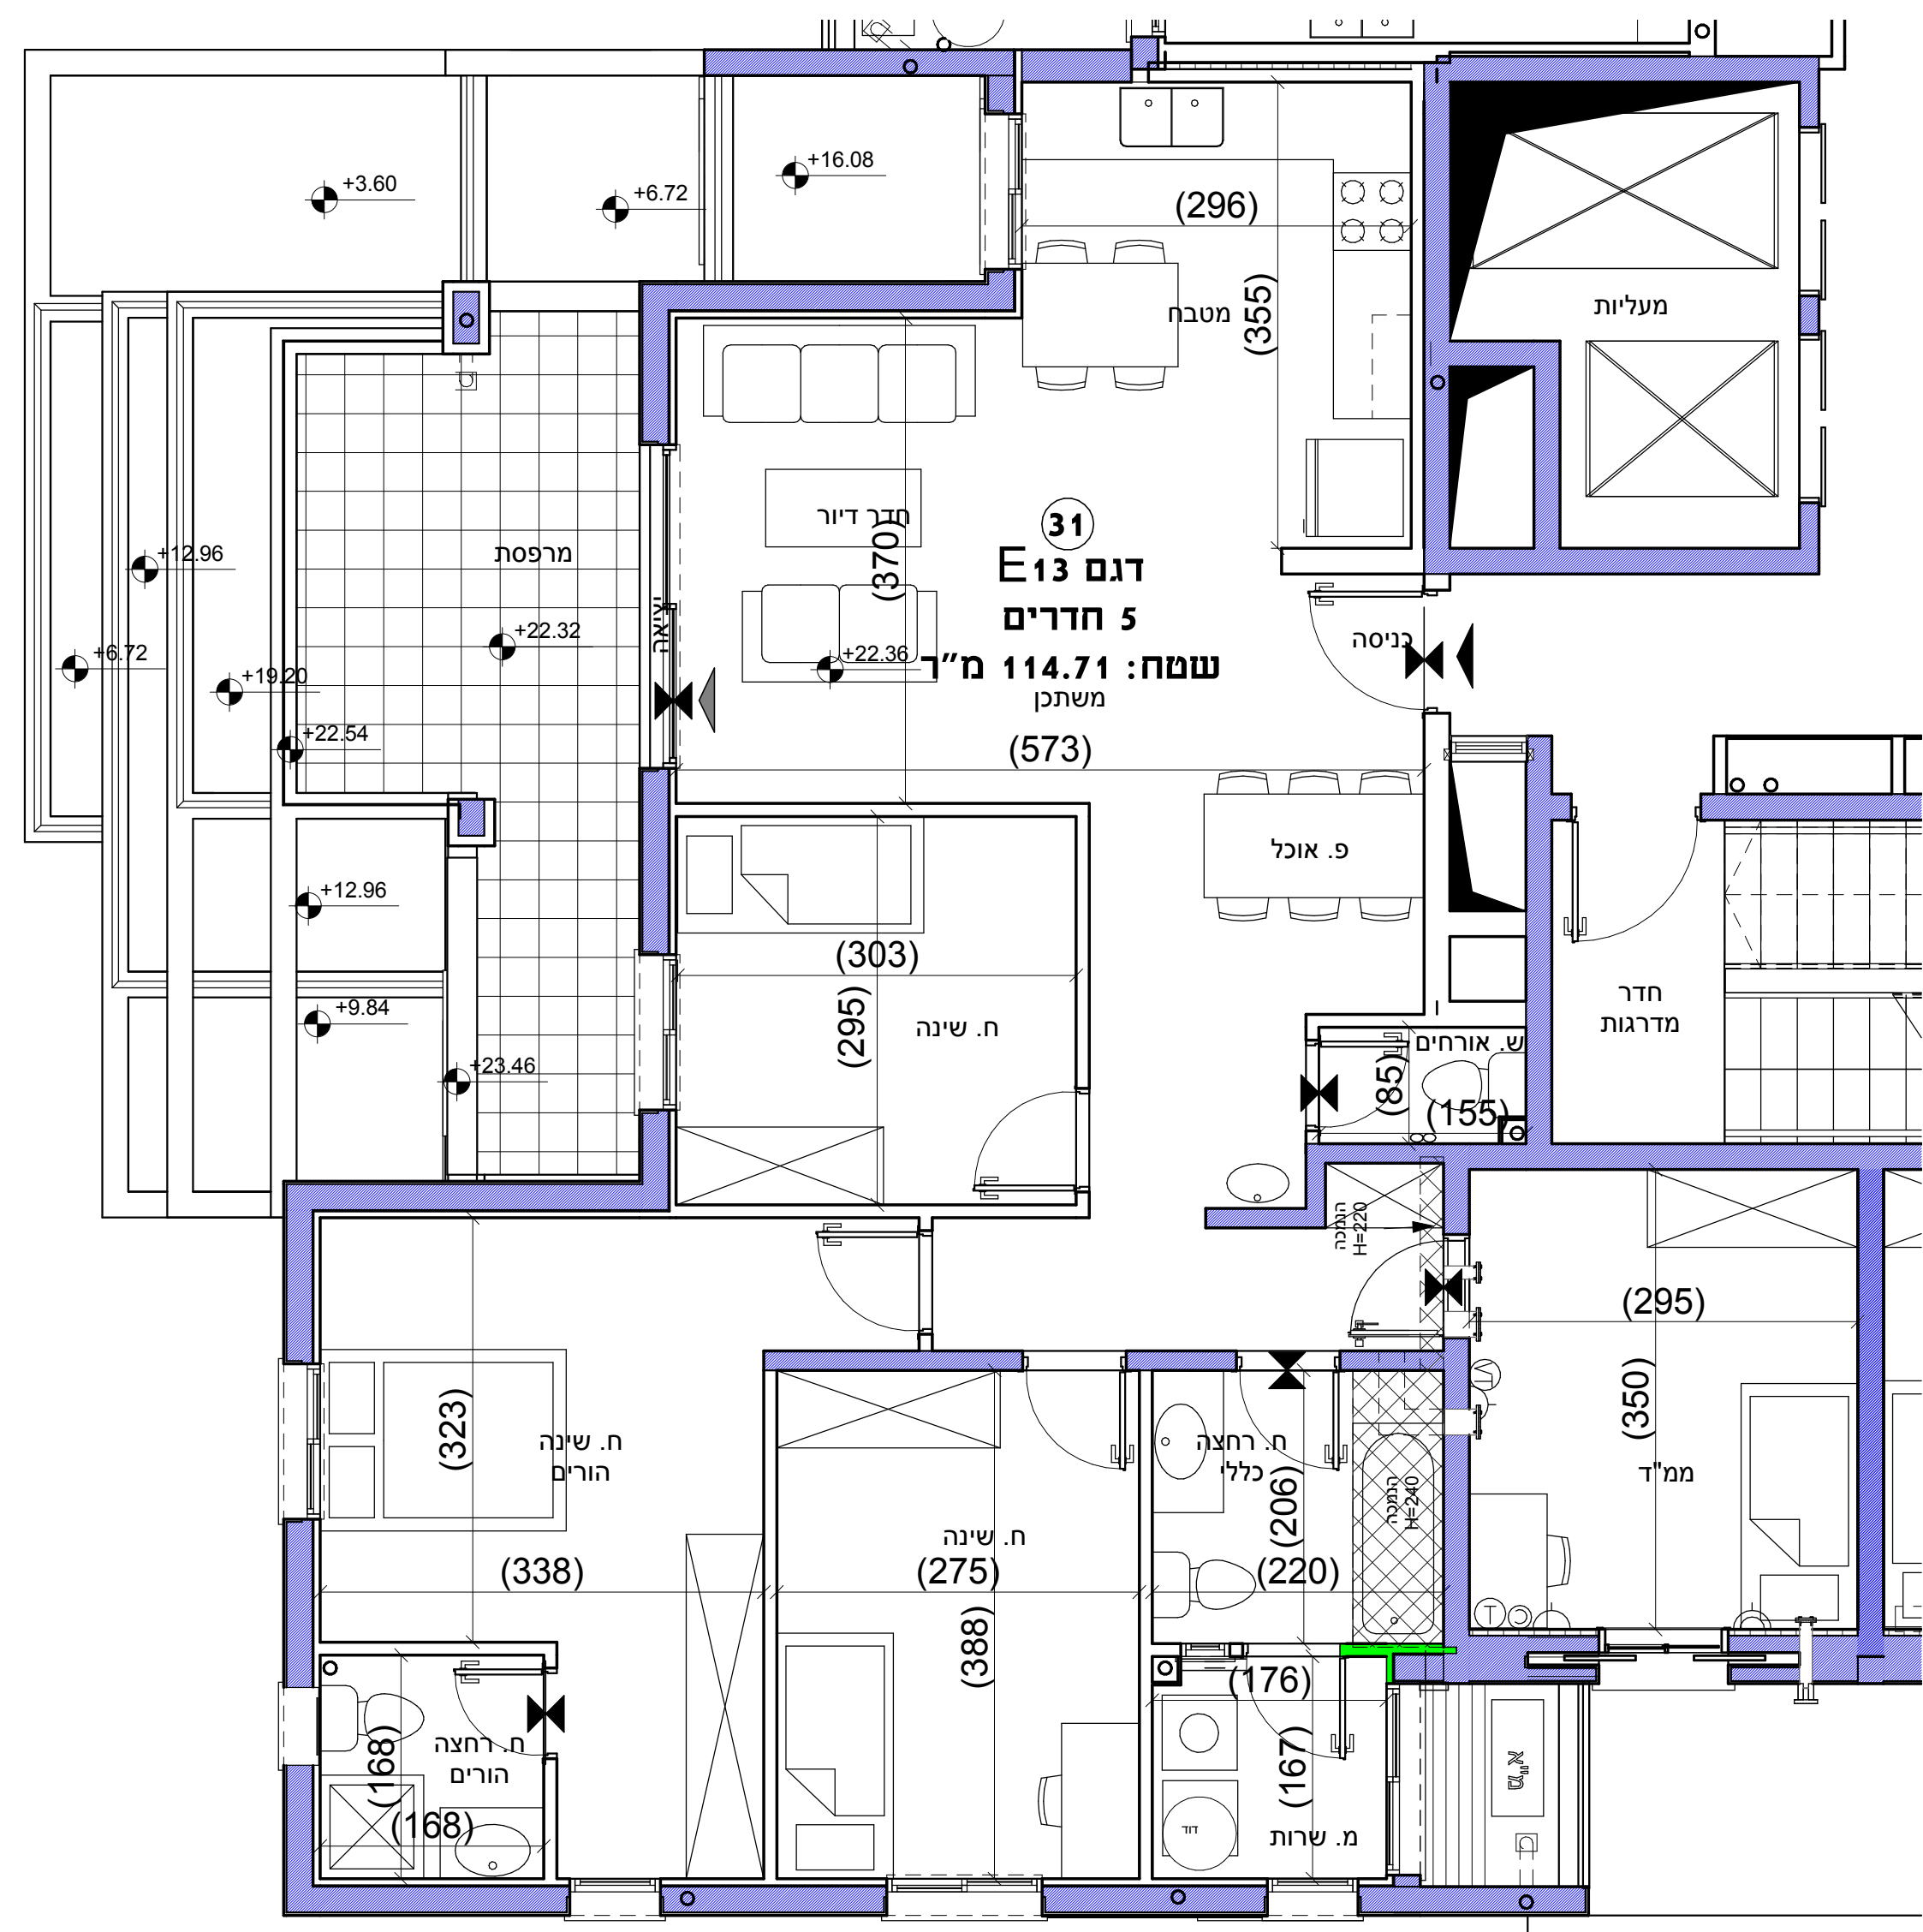 +3.60
+6.72
+16.08
(296)
(355)
מטבח
מעליות
חדר דיור
(370)
31
דגם E13
5 חדרים
שטח: 114.71 מ"ר
משתכן
(573)
מרפסת
יציאה
כניסה
+12.96
+22.32
+22.36
+6.72
+19.20
+22.54
+12.96
+9.84
+23.46
פ. אוכל
(303)
(295)
ח. שינה
חדר
מדרגות
ש. אורחים
(85)
(155)
הנמכה
H=220
(295)
(350)
ממ"ד
(323)
ח. שינה
הורים
(338)
ח. שינה
(275)
(388)
ח. רחצה
כללי
(206)
(220)
הנמכה
H=240
(176)
(167)
מ. שרות
דוד
ח. רחצה
הורים
(168)
(168)
T